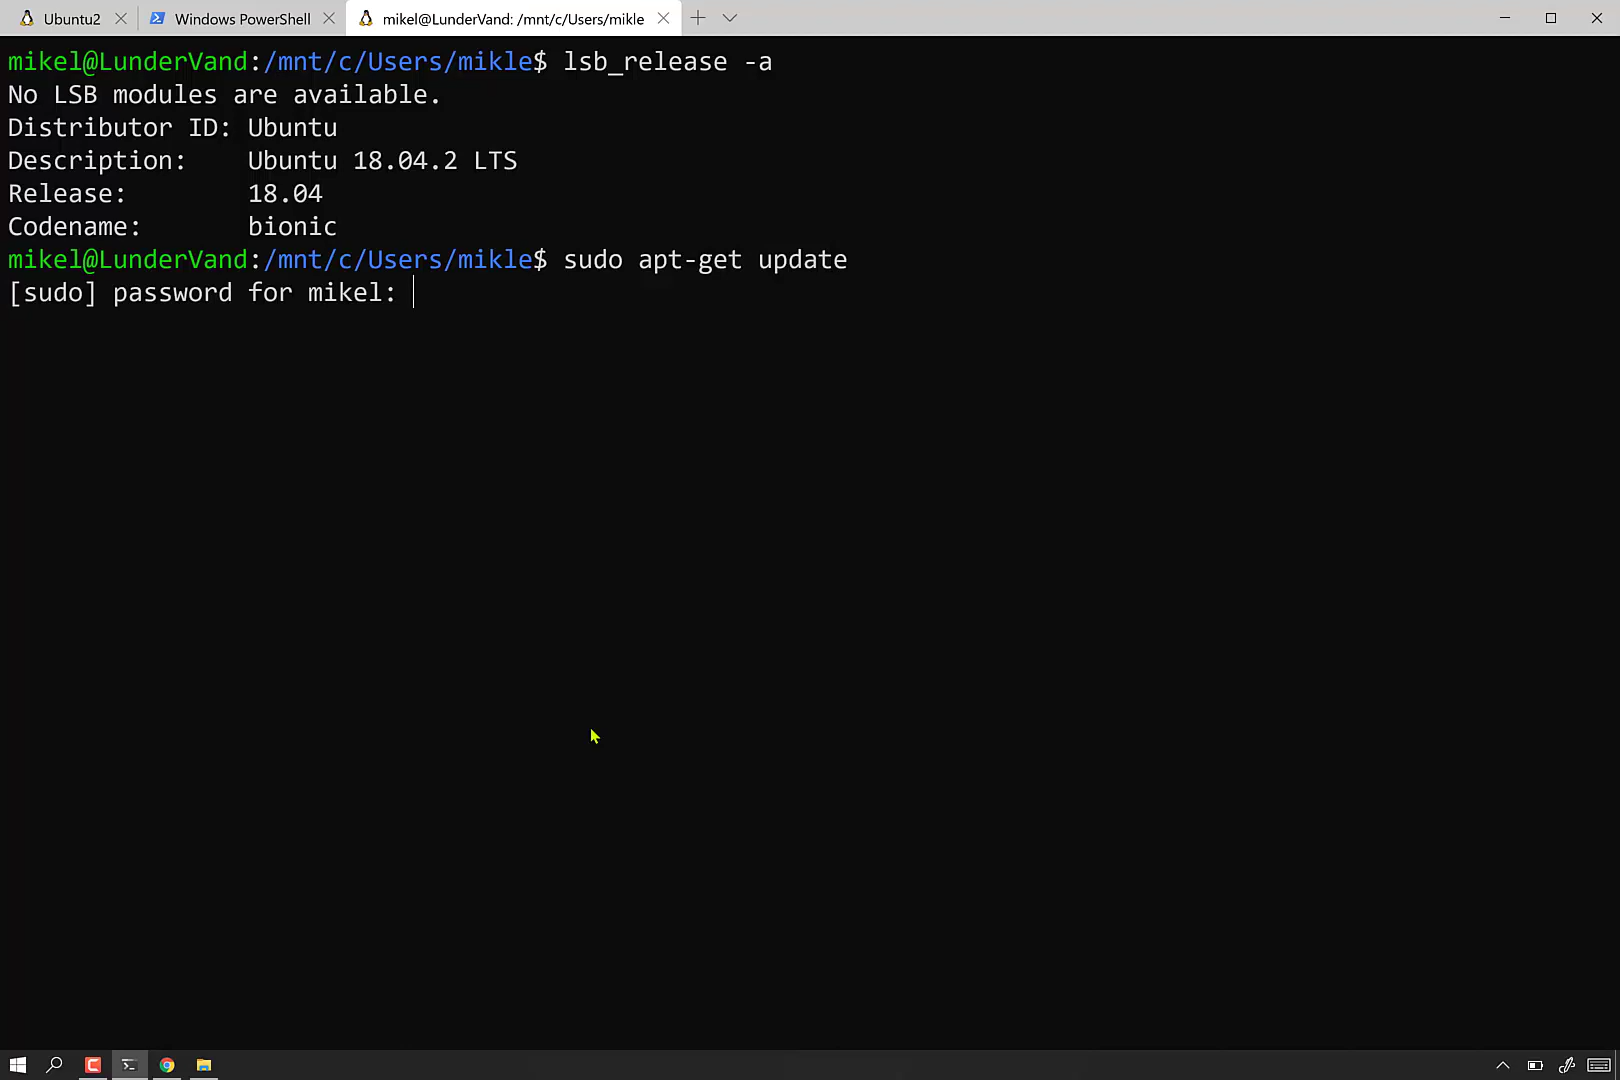 Ubuntu2 Windows PowerShell mikel@LunderVand: /mnt/c/Users/mikle
mikel@LunderVand:/mnt/c/Users/mikle$ lsb_release -a
No LSB modules are available.
Distributor ID: Ubuntu
Description:    Ubuntu 18.04.2 LTS
Release:        18.04
Codename:       bionic
mikel@LunderVand:/mnt/c/Users/mikle$ sudo apt-get update
[sudo] password for mikel: